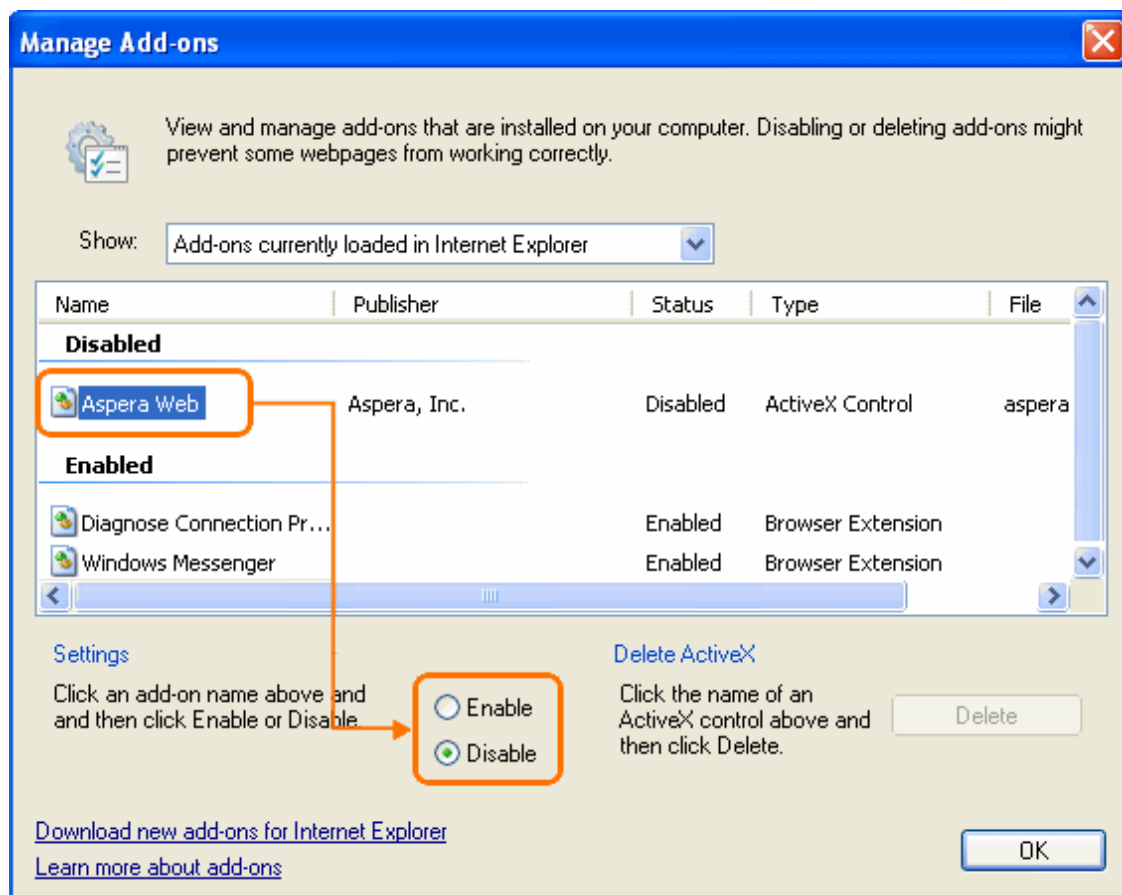 Manage Add-ons
View and manage add-ons that are installed on your computer. Disabling or deleting add-ons might
prevent some webpages from working correctly.
Show: Add-ons currently loaded in Internet Explorer
Name Publisher Status Type File
Disabled
Aspera Web Aspera, Inc. Disabled ActiveX Control aspera
Enabled
Diagnose Connection Pr... Enabled Browser Extension
Windows Messenger Enabled Browser Extension
Settings
Click an add-on name above and
and then click Enable or Disable.
Enable
Disable
Delete ActiveX
Click the name of an
ActiveX control above and
then click Delete.
Delete
Download new add-ons for Internet Explorer
Learn more about add-ons
OK